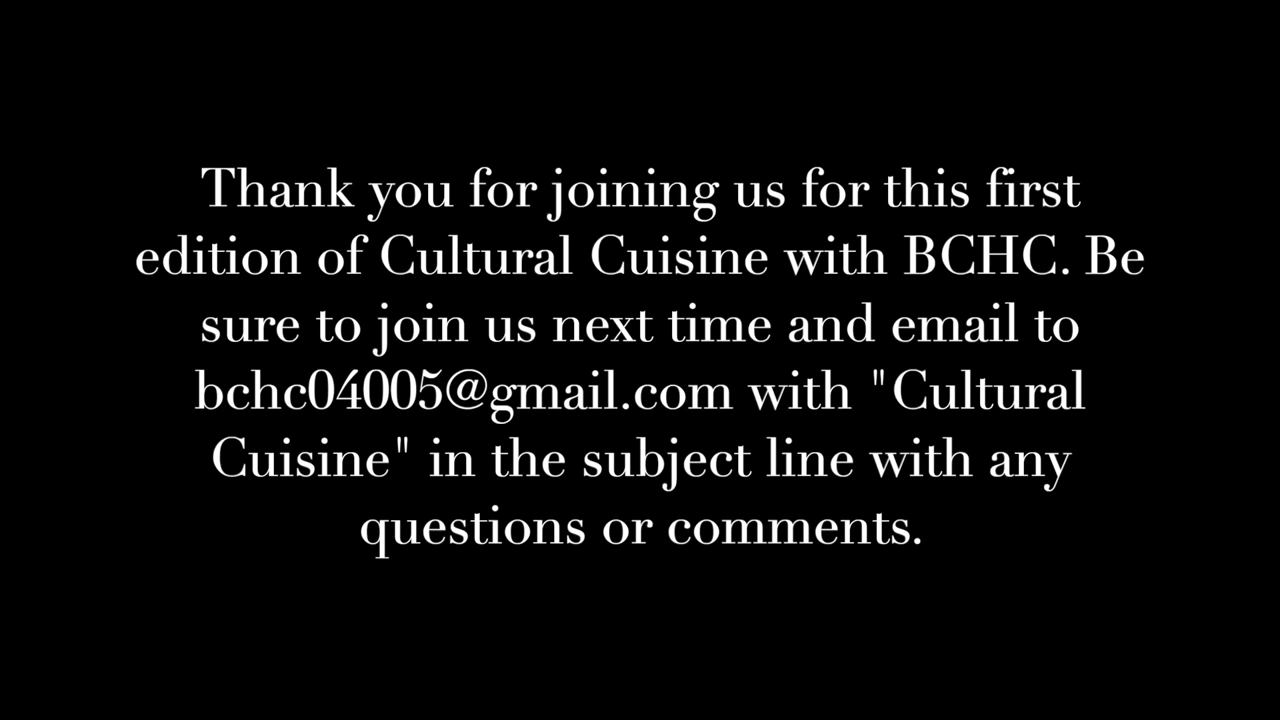 Thank you for joining us for this first
edition of Cultural Cuisine with BCHC. Be
sure to join us next time and email to
bchc04005@gmail.com with "Cultural
Cuisine" in the subject line with any
questions or comments.